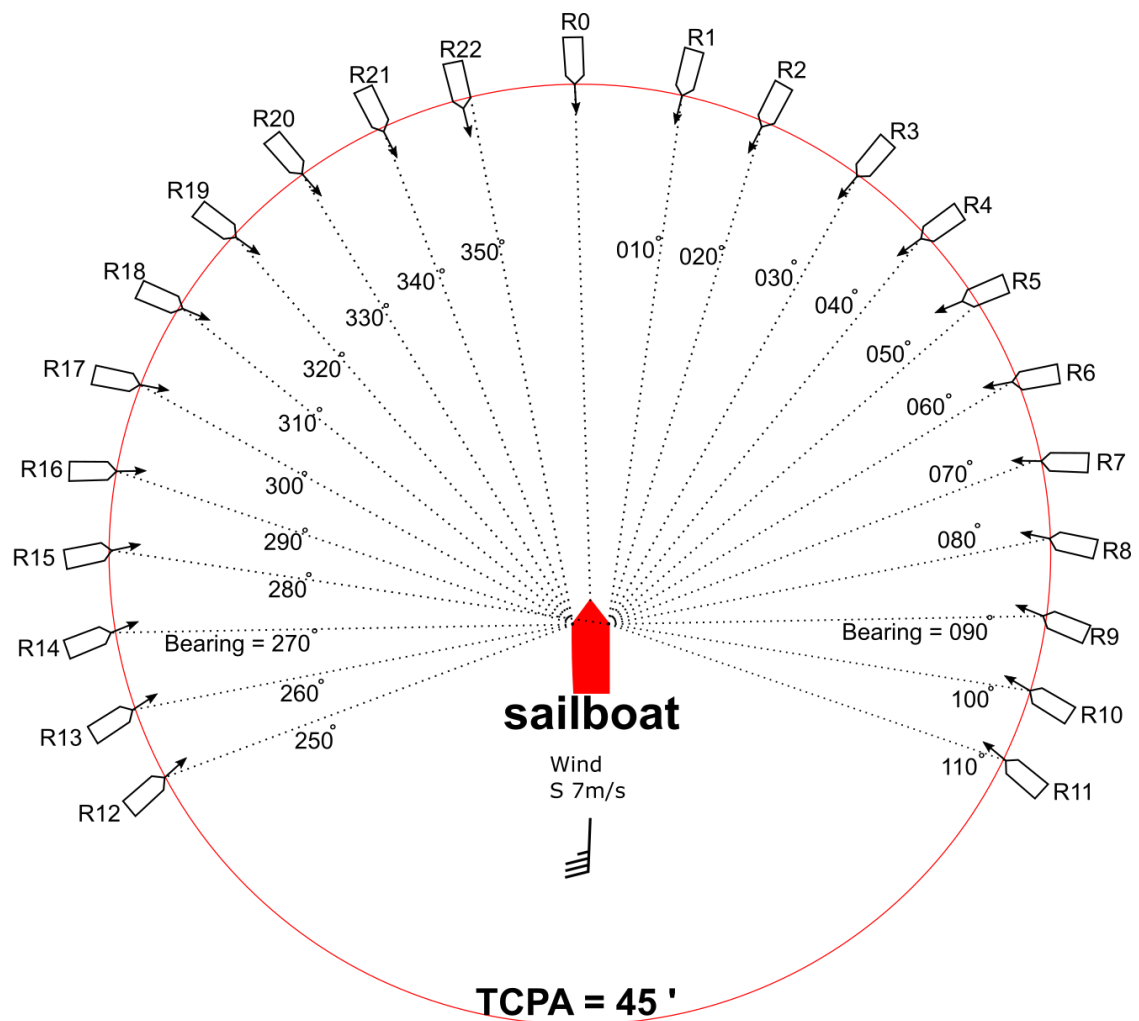 R0
R1
R2
R3
R4
R5
R6
R7
R8
R9
R10
R11
R12
R13
R14
R15
R16
R17
R18
R19
R20
R21
R22
010°
020°
030°
040°
050°
060°
070°
080°
Bearing = 090°
100°
110°
250°
260°
Bearing = 270°
280°
290°
300°
310°
320°
330°
340°
350°
sailboat
Wind
S 7m/s
TCPA = 45 '